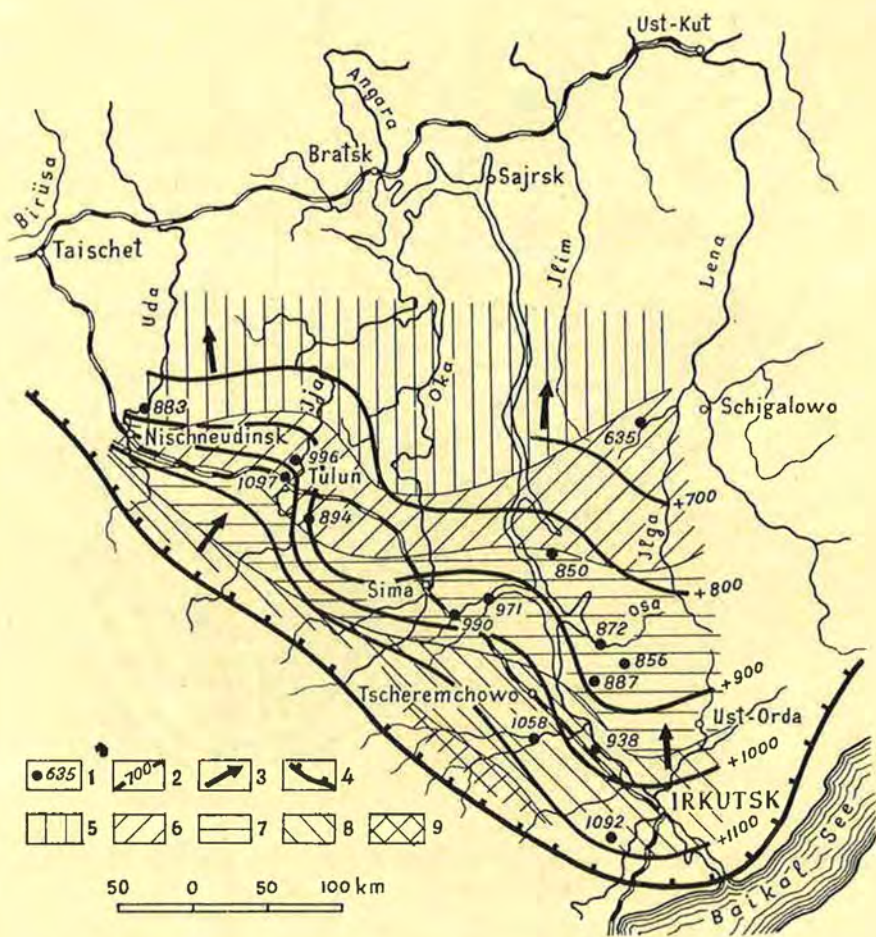 Ust-Kut
Angara
Bratsk
Sajrsk
Birüsa
Taischet
Uda
Jlim
Lena
Oka
Jja
883
Nischneudinsk
996
1097
Tulun
894
635
Schigalowo
+700
Jlga
850
+800
Sima
971
990
Osa
872
856
887
+900
Tscheremchowo
1058
938
Ust-Orda
+1000
IRKUTSK
1092
+1100
Baikal-See
635 1 700 2 3 4
5 6 7 8 9
50 0 50 100 km